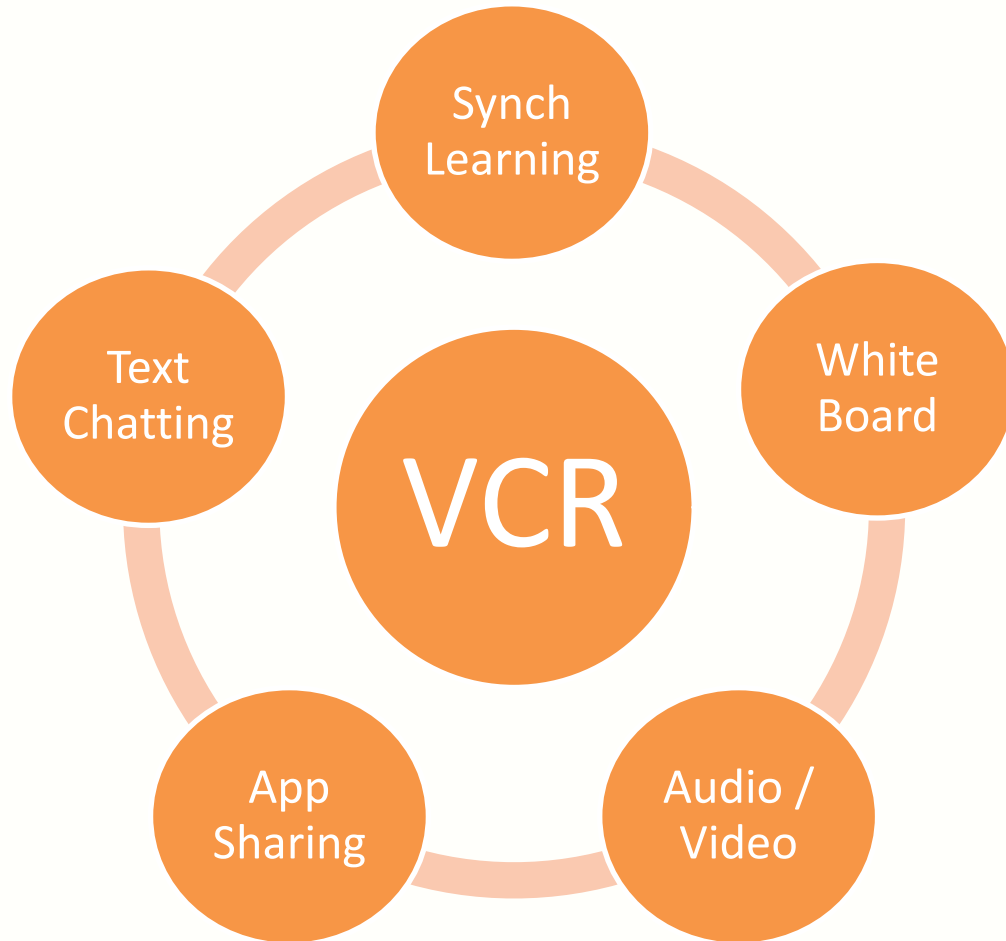 Synch
Learning
White
Board
Audio /
Video
App
Sharing
Text
Chatting
VCR